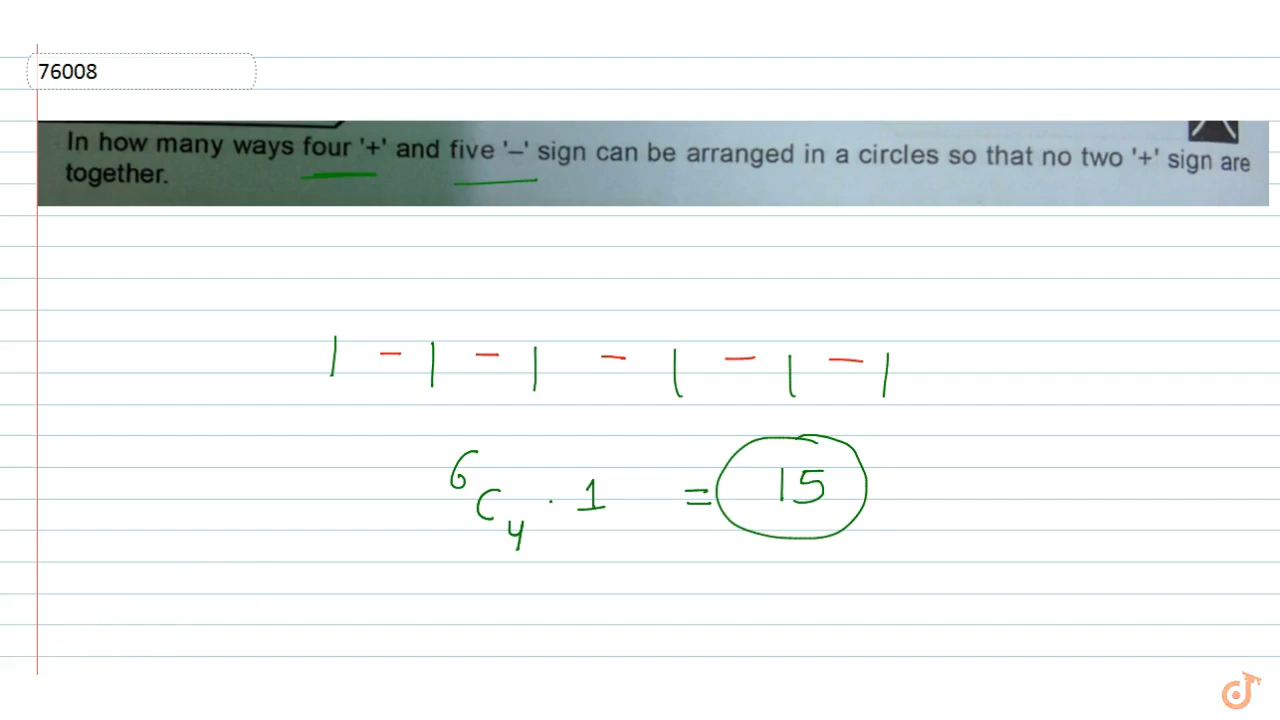 76008
In how many ways four '+' and five '–' sign can be arranged in a circles so that no two '+' sign are
together.
| – | – | – | – | – |
⁶C₄ · 1 = 15